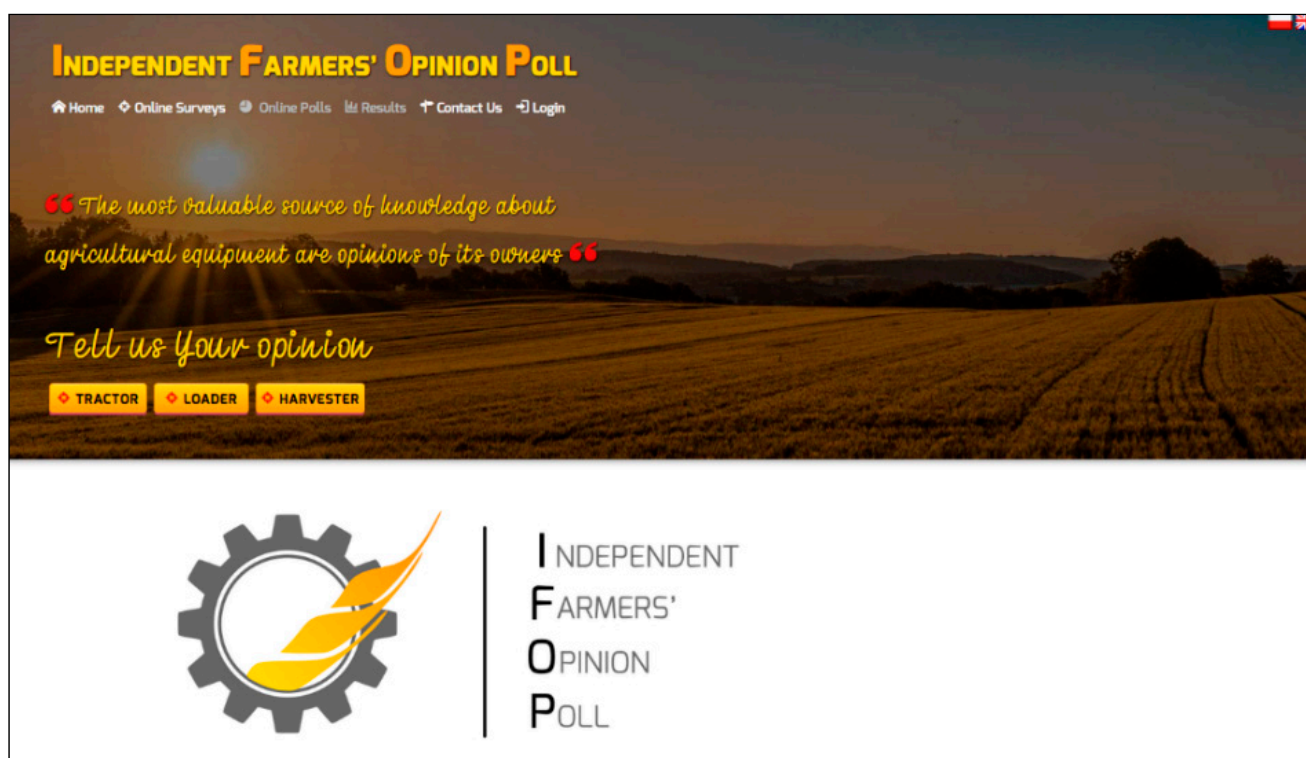 INDEPENDENT FARMERS' OPINION POLL
Home Online Surveys Online Polls Results Contact Us Login
❝ The most valuable source of knowledge about
agricultural equipment are opinions of its owners ❝
Tell us Your opinion
TRACTOR LOADER HARVESTER
INDEPENDENT
FARMERS'
OPINION
POLL